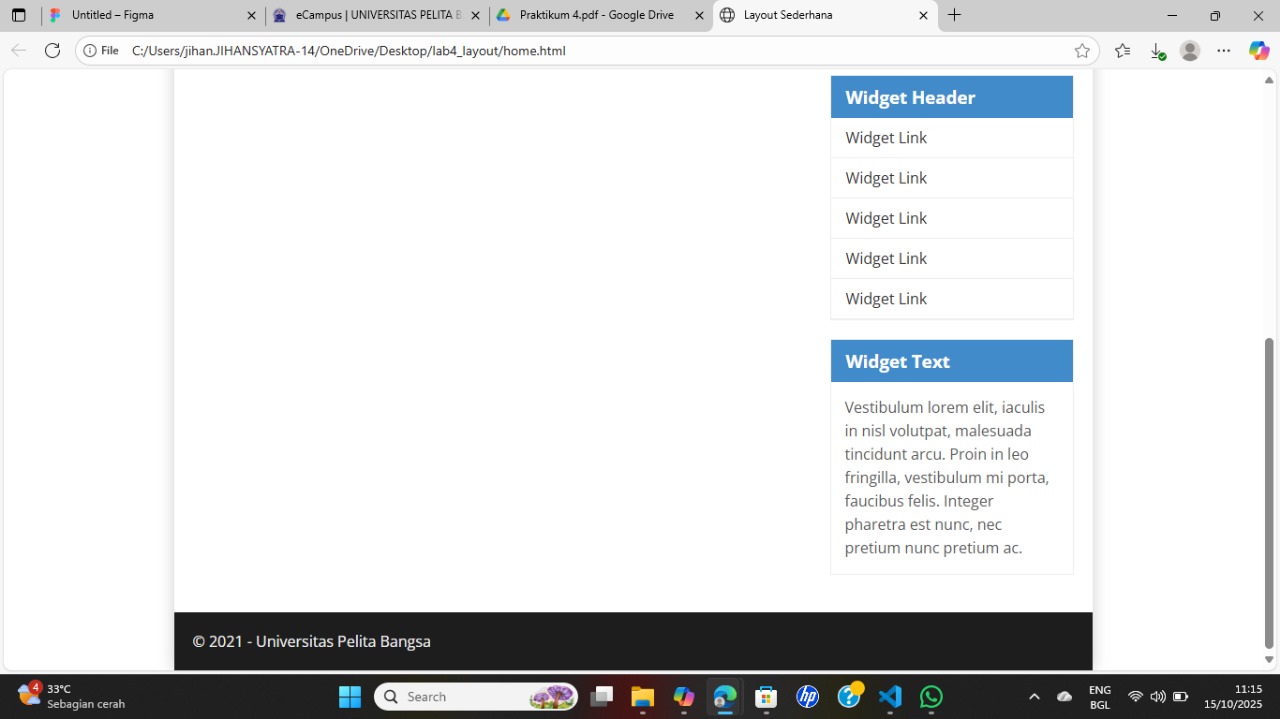 Untitled – Figma
eCampus | UNIVERSITAS PELITA B
Praktikum 4.pdf - Google Drive
Layout Sederhana
File
C:/Users/jihan.JIHANSYATRA-14/OneDrive/Desktop/lab4_layout/home.html
Widget Header
Widget Link
Widget Link
Widget Link
Widget Link
Widget Link
Widget Text
Vestibulum lorem elit, iaculis
in nisl volutpat, malesuada
tincidunt arcu. Proin in leo
fringilla, vestibulum mi porta,
faucibus felis. Integer
pharetra est nunc, nec
pretium nunc pretium ac.
© 2021 - Universitas Pelita Bangsa
4
33°C
Sebagian cerah
Search
hp
ENG
BGL
11:15
15/10/2025